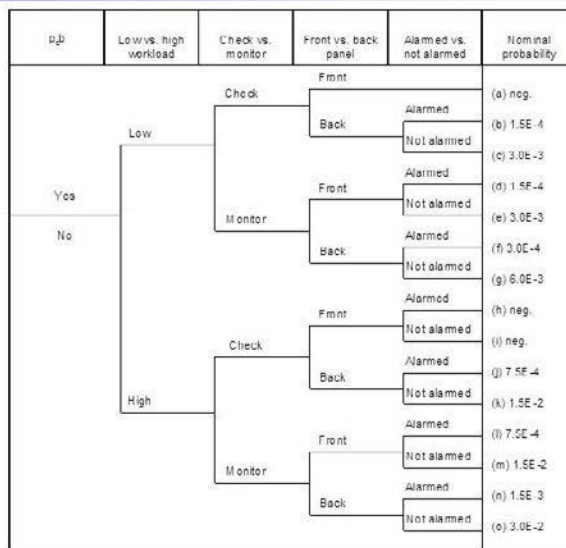 p c b
Low vs. high workload
Check vs. monitor
Front vs. back panel
Alarmed vs. not alarmed
Nominal probability
Front
(a) neg.
Check
Alarmed
(b) 1.5E-4
Low
Back
Not alarmed
(c) 3.0E-3
Alarmed
(d) 1.5E-4
Yes
Front
Not alarmed
(e) 3.0E-3
No
Monitor
Alarmed
(f) 3.0E-4
Back
Not alarmed
(g) 6.0E-3
Alarmed
(h) neg.
Front
Not alarmed
(i) neg.
Check
Alarmed
(j) 7.5E-4
Back
Not alarmed
(k) 1.5E-2
High
Alarmed
(l) 7.5E-4
Front
Not alarmed
(m) 1.5E-2
Monitor
Alarmed
(n) 1.5E-3
Back
Not alarmed
(o) 3.0E-2